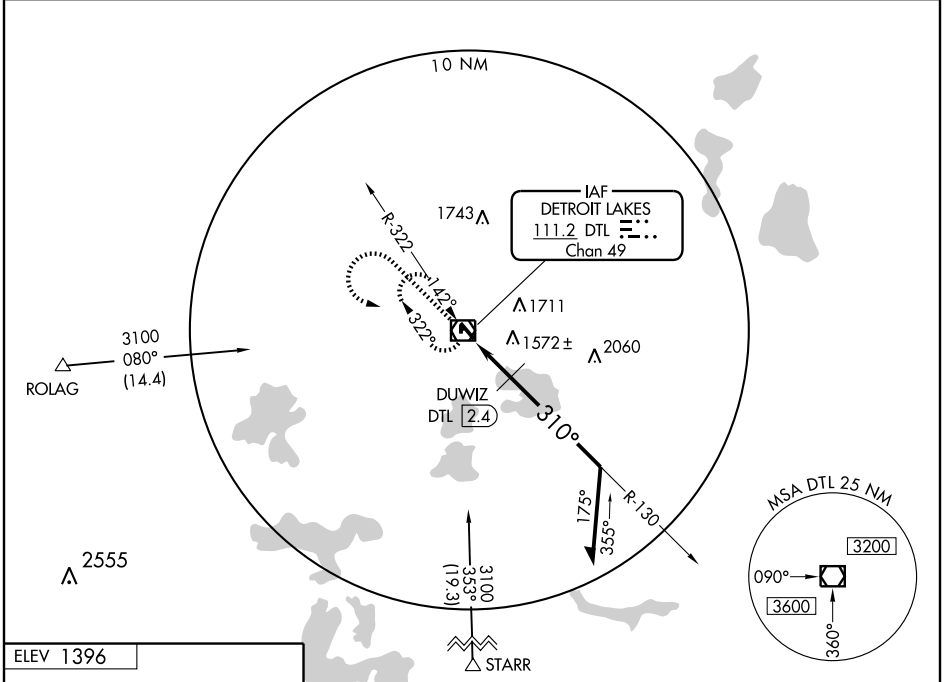 10 NM
IAF
DETROIT LAKES
111.2 DTL
Chan 49
1743
R-322
142°
322°
1711
1572 ±
2060
3100
080°
(14.4)
ROLAG
DUWIZ
DTL 2.4
310°
R-130
175°
355°
MSA DTL 25 NM
3200
090°
3600
360°
2555
3100
353°
(19.3)
STARR
ELEV 1396